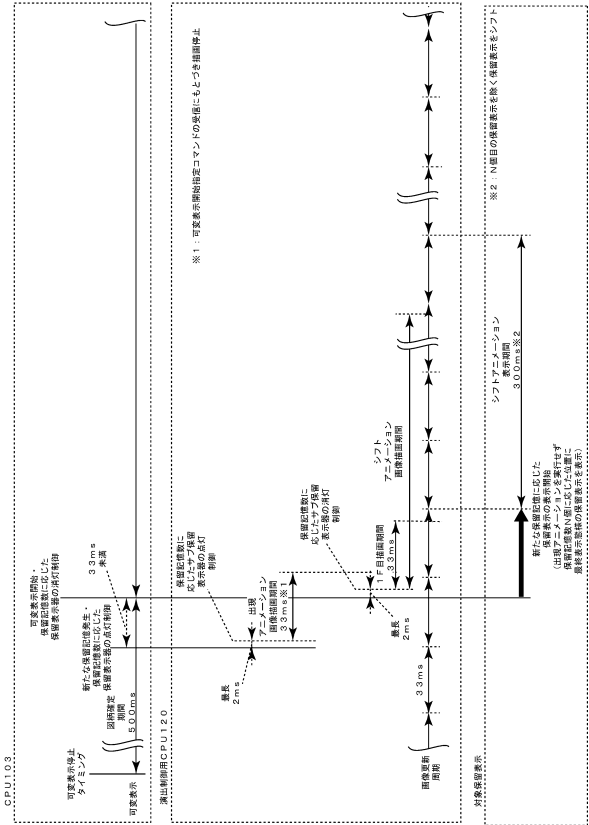 CPU103
可変表示停止
タイミング
可変表示
図柄確定
期間
500ms
新たな保留記憶発生・
保留記憶数に応じた
保留表示器の点灯制御
可変表示開始・
保留記憶数に応じた
保留表示器の消灯制御
33ms
未満
演出制御用CPU120
最長
2ms
保留記憶数に
応じたサブ保留
表示器の点灯
制御
出現
アニメーション
画像描画期間
33ms※1
保留記憶数に
応じたサブ保留
表示器の消灯
制御
最長
2ms
1F目描画期間
33ms
シフト
アニメーション
画像描画期間
※1:可変表示開始指定コマンドの受信にもとづき描画停止
画像更新
周期
33ms
対象保留表示
新たな保留記憶に応じた
保留表示の表示開始
(出現アニメーションを実行せず
保留記憶数N個に応じた位置に
最終表示態様の保留表示を表示)
シフトアニメーション
表示期間
300ms※2
※2:N個目の保留表示を除く保留表示をシフト